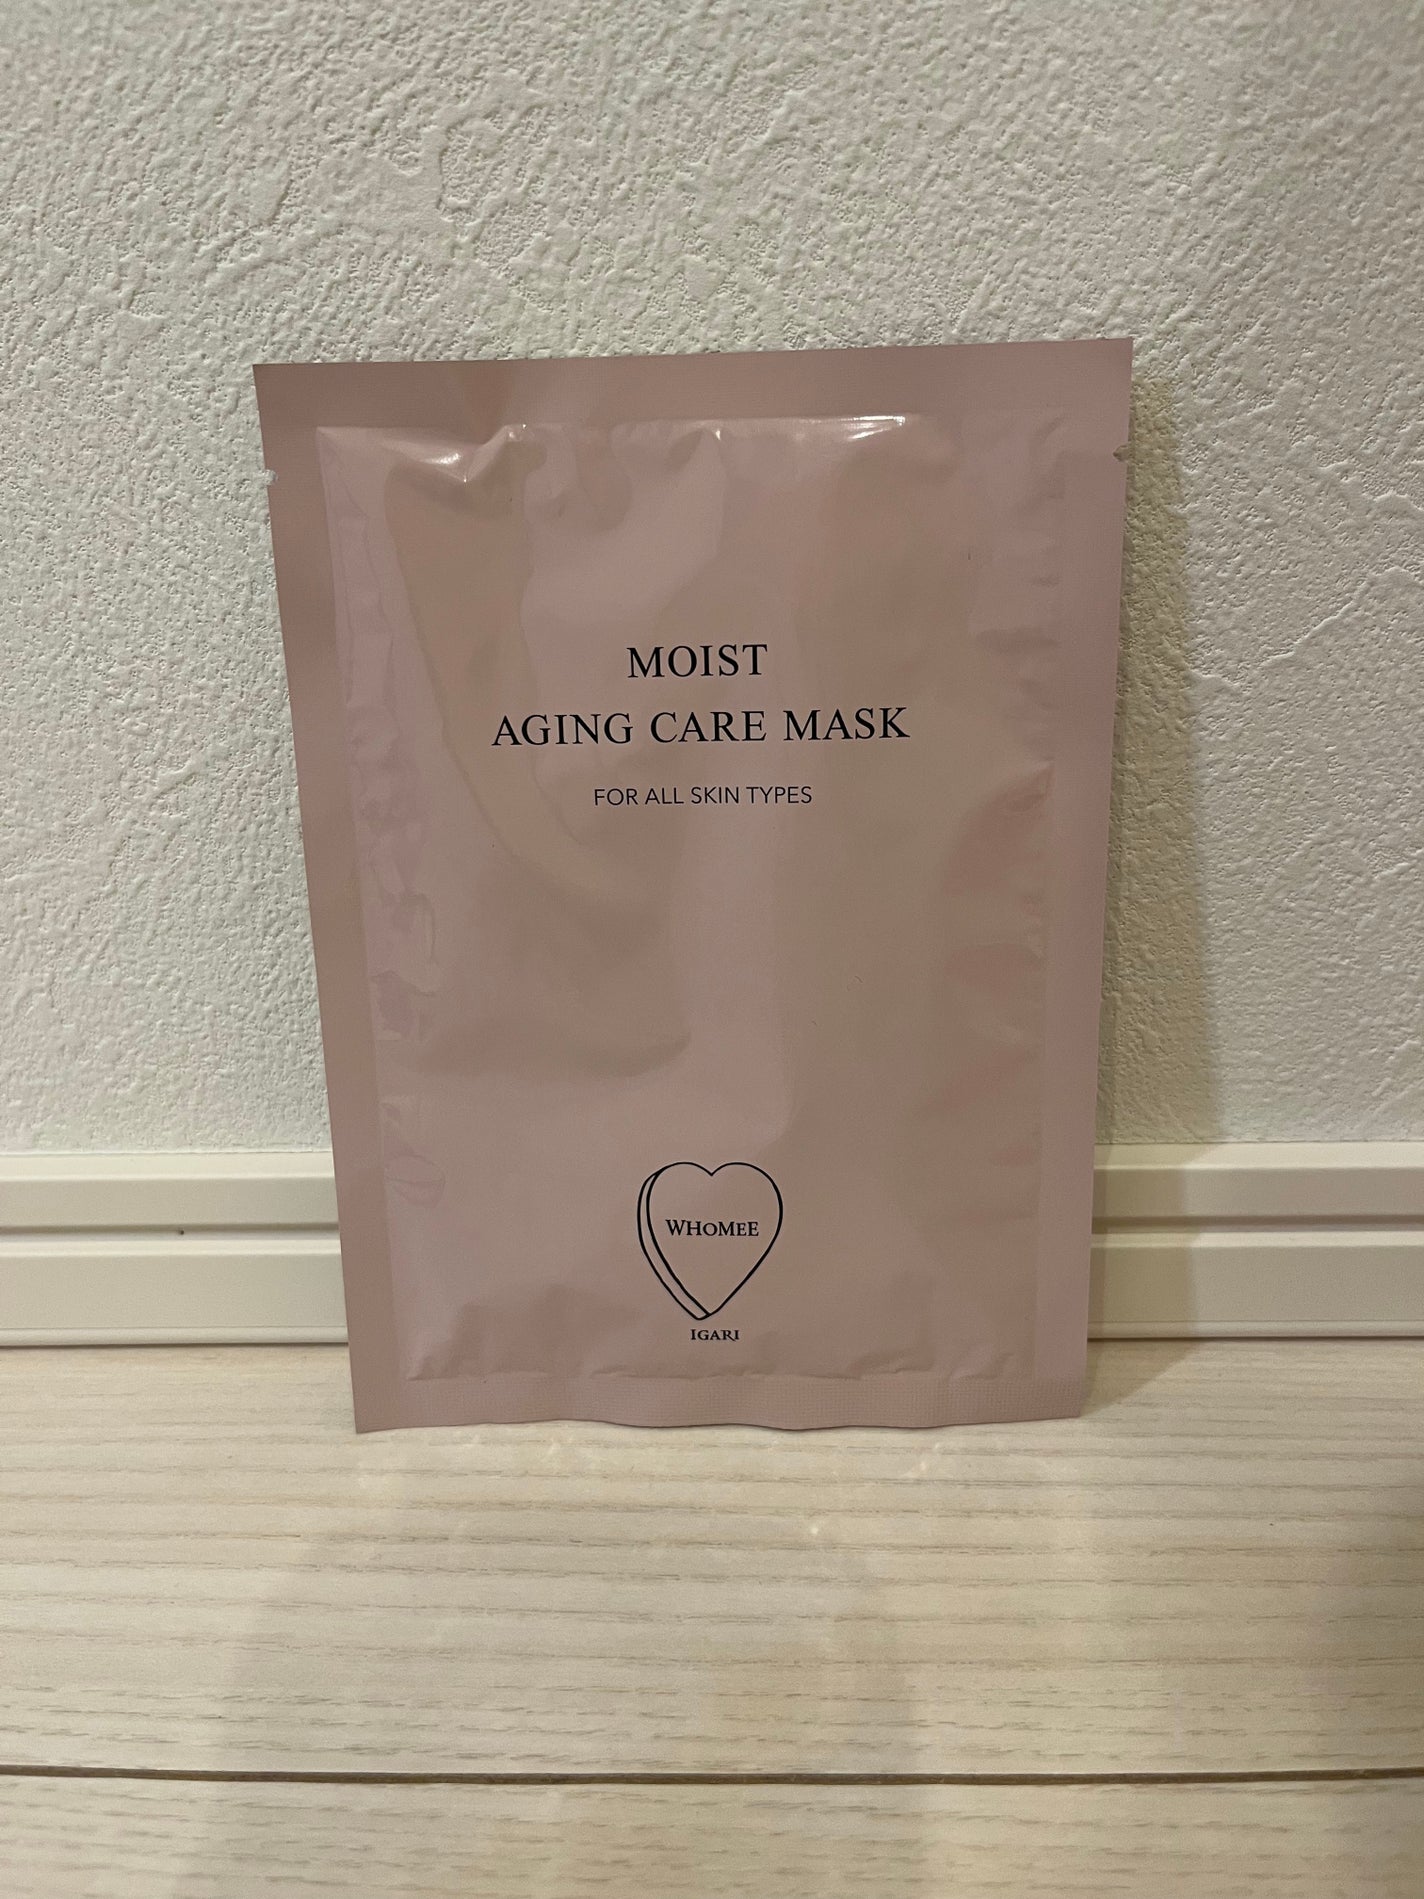 MOIST
AGING CARE MASK
FOR ALL SKIN TYPES
WHOMEE
IGARI